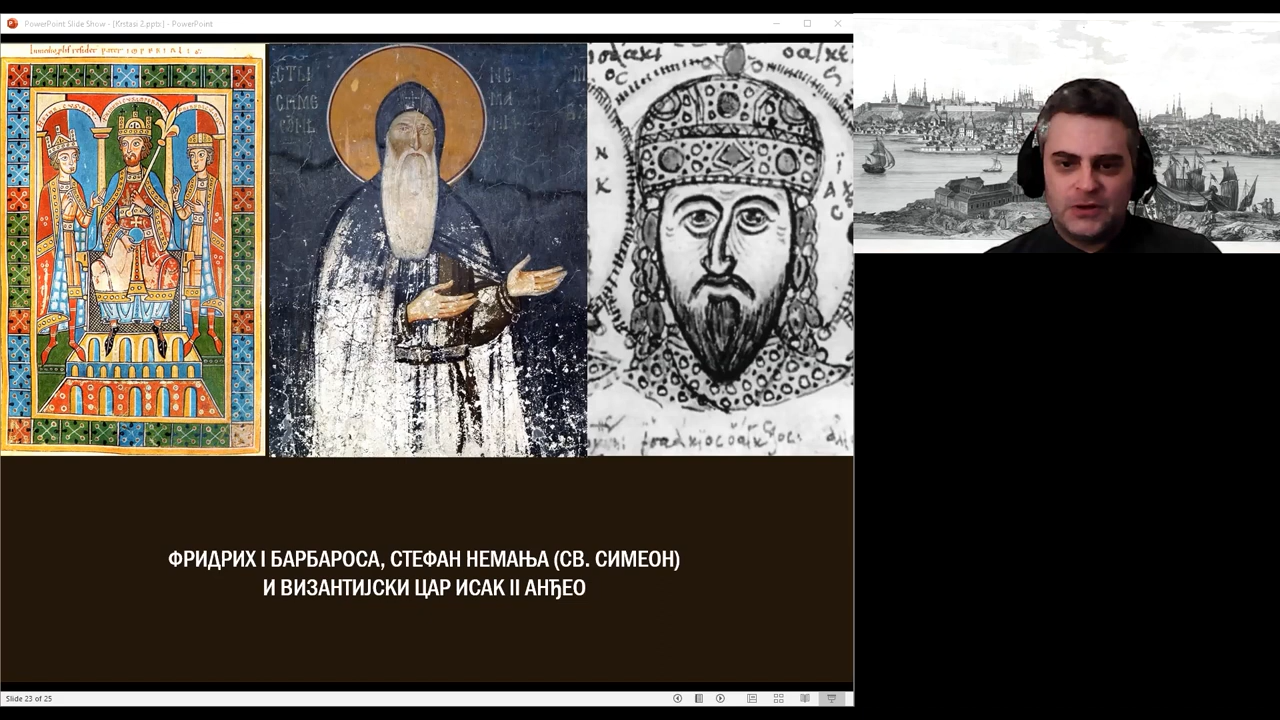 PowerPoint Slide Show - [Krstasi 2.pptx] - PowerPoint
ФРИДРИХ I БАРБАРОСА, СТЕФАН НЕМАЊА (СВ. СИМЕОН)
И ВИЗАНТИЈСКИ ЦАР ИСАК II АНЂЕО
Slide 23 of 25